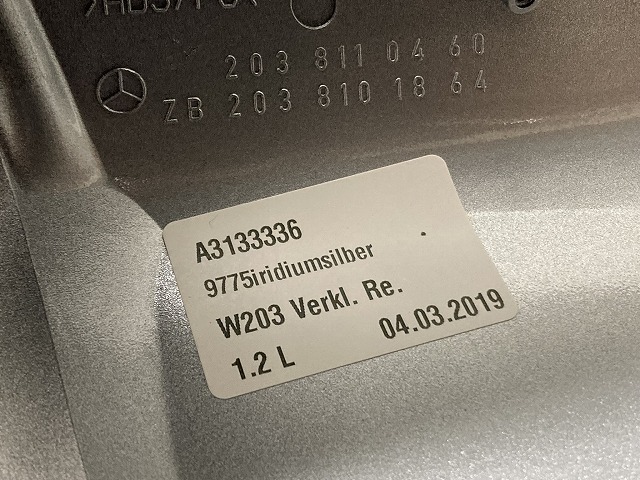 203 811 04 60
ZB 203 810 18 64
A3133336
9775iridiumsilber
W203 Verkl. Re.
1.2 L 04.03.2019